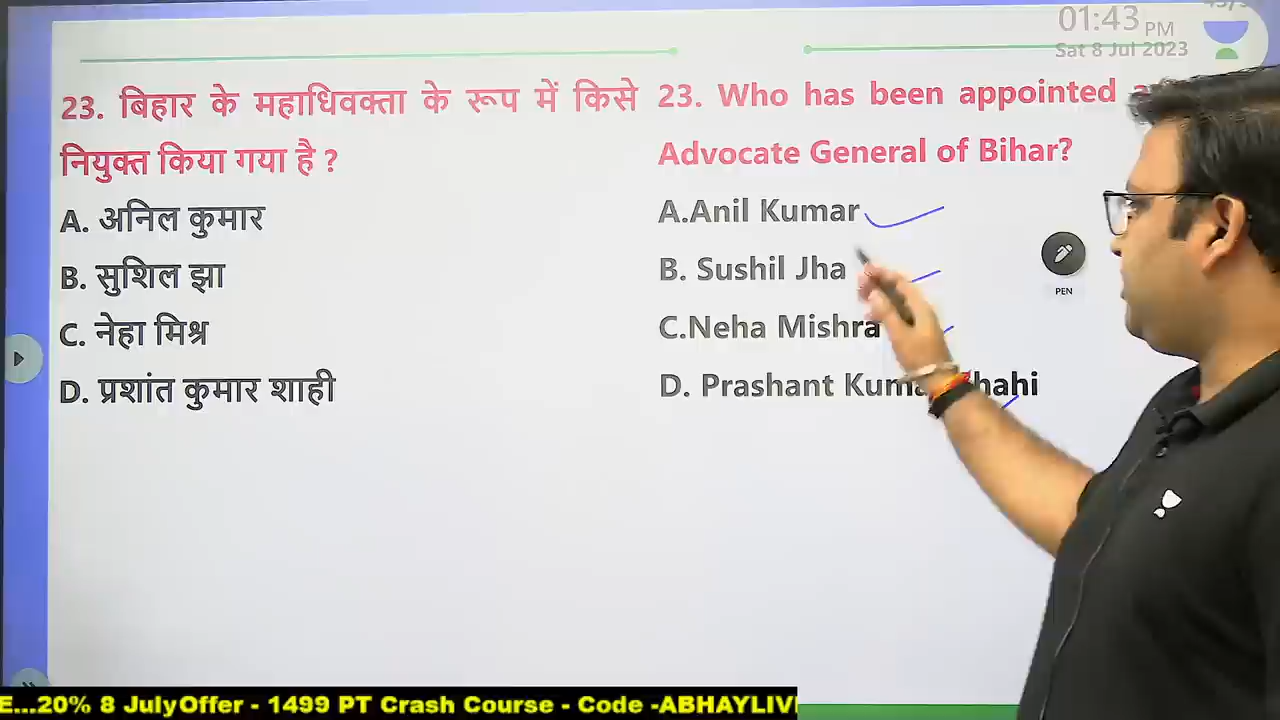 01:43 PM
Sat 8 Jul 2023
23. बिहार के महाधिवक्ता के रूप में किसे
नियुक्त किया गया है ?
A. अनिल कुमार
B. सुशिल झा
C. नेहा मिश्र
D. प्रशांत कुमार शाही
23. Who has been appointed
Advocate General of Bihar?
A.Anil Kumar
B. Sushil Jha
C.Neha Mishra
D. Prashant Kumar Shahi
PEN
E...20% 8 JulyOffer - 1499 PT Crash Course - Code -ABHAYLIV